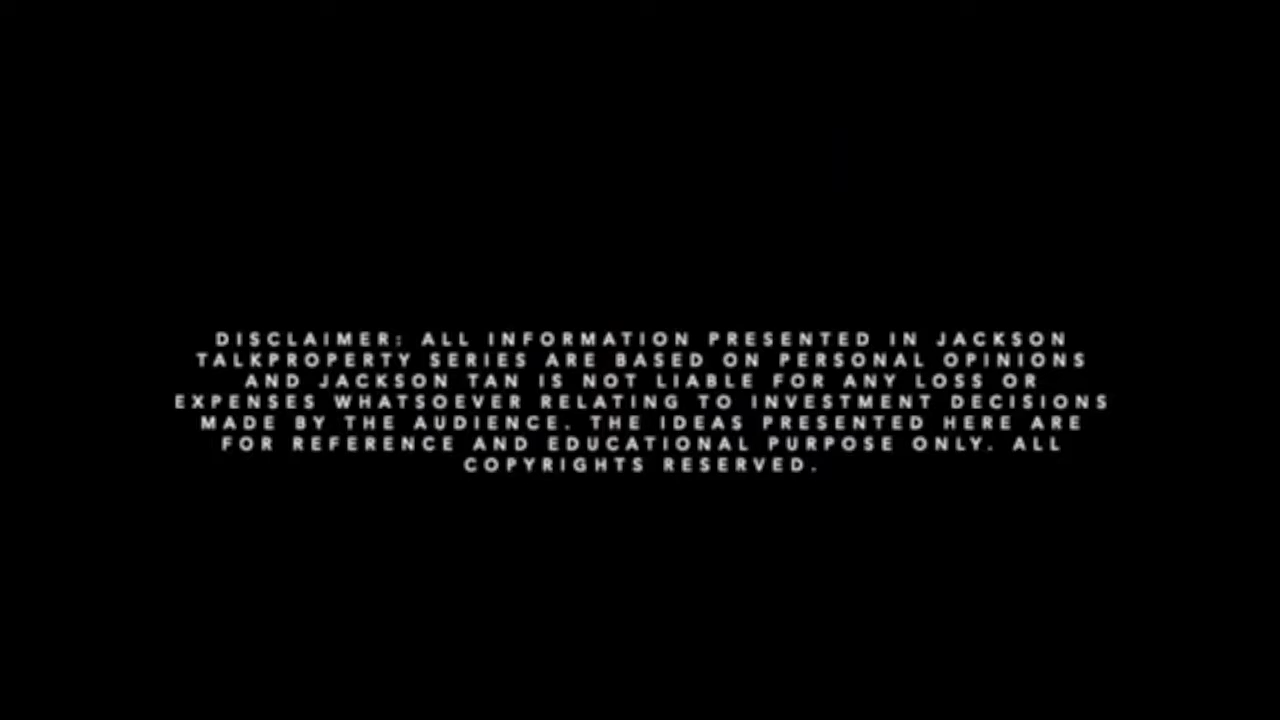 DISCLAIMER: ALL INFORMATION PRESENTED IN JACKSON
TALKPROPERTY SERIES ARE BASED ON PERSONAL OPINIONS
AND JACKSON TAN IS NOT LIABLE FOR ANY LOSS OR
EXPENSES WHATSOEVER RELATING TO INVESTMENT DECISIONS
MADE BY THE AUDIENCE. THE IDEAS PRESENTED HERE ARE
FOR REFERENCE AND EDUCATIONAL PURPOSE ONLY. ALL
COPYRIGHTS RESERVED.